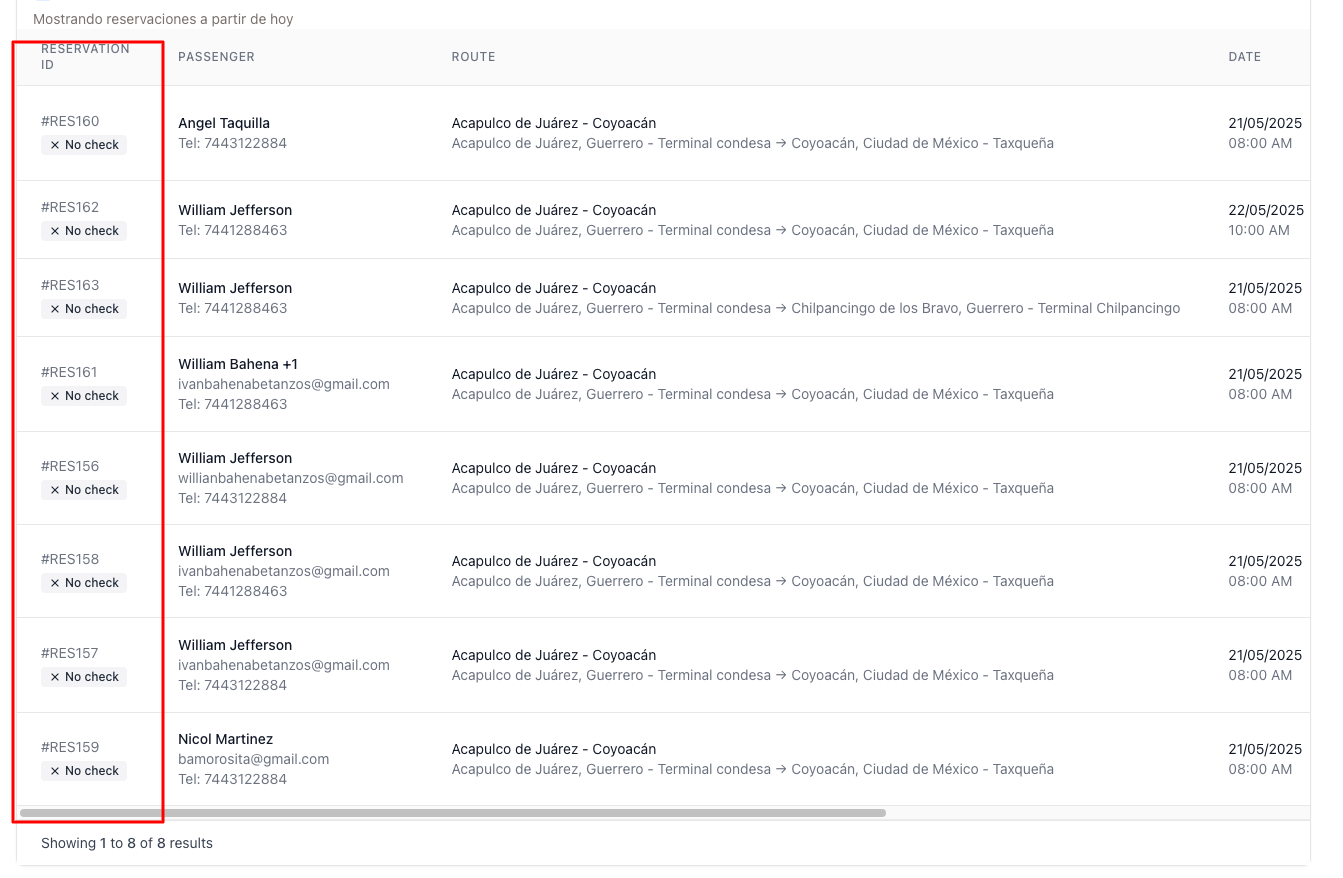 Mostrando reservaciones a partir de hoy
RESERVATION ID PASSENGER ROUTE DATE
#RES160
✕ No check
Angel Taquilla
Tel: 7443122884
Acapulco de Juárez - Coyoacán
Acapulco de Juárez, Guerrero - Terminal condesa → Coyoacán, Ciudad de México - Taxqueña
21/05/2025
08:00 AM
#RES162
✕ No check
William Jefferson
Tel: 7441288463
Acapulco de Juárez - Coyoacán
Acapulco de Juárez, Guerrero - Terminal condesa → Coyoacán, Ciudad de México - Taxqueña
22/05/2025
10:00 AM
#RES163
✕ No check
William Jefferson
Tel: 7441288463
Acapulco de Juárez - Coyoacán
Acapulco de Juárez, Guerrero - Terminal condesa → Chilpancingo de los Bravo, Guerrero - Terminal Chilpancingo
21/05/2025
08:00 AM
#RES161
✕ No check
William Bahena +1
ivanbahenabetanzos@gmail.com
Tel: 7441288463
Acapulco de Juárez - Coyoacán
Acapulco de Juárez, Guerrero - Terminal condesa → Coyoacán, Ciudad de México - Taxqueña
21/05/2025
08:00 AM
#RES156
✕ No check
William Jefferson
willianbahenabetanzos@gmail.com
Tel: 7443122884
Acapulco de Juárez - Coyoacán
Acapulco de Juárez, Guerrero - Terminal condesa → Coyoacán, Ciudad de México - Taxqueña
21/05/2025
08:00 AM
#RES158
✕ No check
William Jefferson
ivanbahenabetanzos@gmail.com
Tel: 7441288463
Acapulco de Juárez - Coyoacán
Acapulco de Juárez, Guerrero - Terminal condesa → Coyoacán, Ciudad de México - Taxqueña
21/05/2025
08:00 AM
#RES157
✕ No check
William Jefferson
ivanbahenabetanzos@gmail.com
Tel: 7443122884
Acapulco de Juárez - Coyoacán
Acapulco de Juárez, Guerrero - Terminal condesa → Coyoacán, Ciudad de México - Taxqueña
21/05/2025
08:00 AM
#RES159
✕ No check
Nicol Martinez
bamorosita@gmail.com
Tel: 7443122884
Acapulco de Juárez - Coyoacán
Acapulco de Juárez, Guerrero - Terminal condesa → Coyoacán, Ciudad de México - Taxqueña
21/05/2025
08:00 AM
Showing 1 to 8 of 8 results